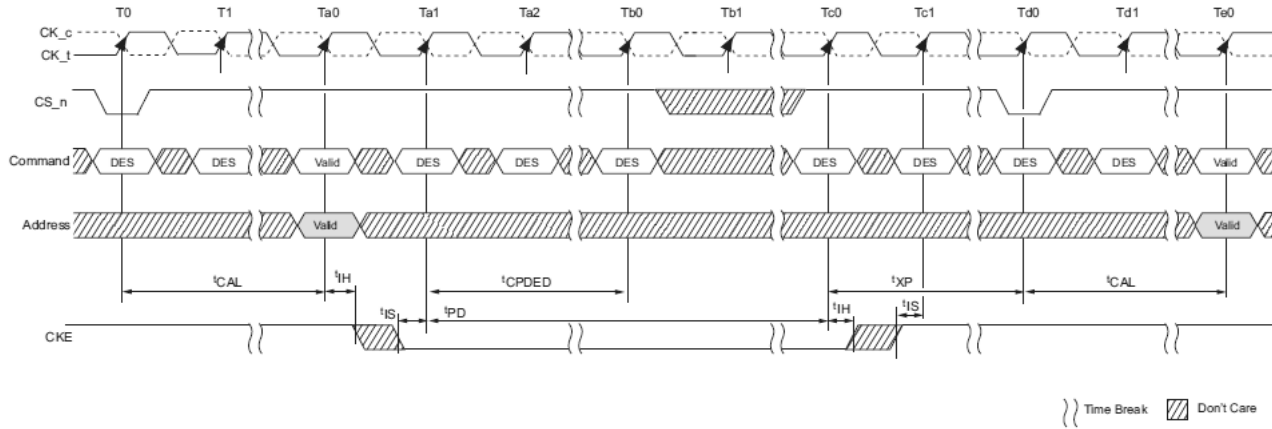 T0 T1 Ta0 Ta1 Ta2 Tb0 Tb1 Tc0 Tc1 Td0 Td1 Te0
CK_c
CK_t
CS_n
Command DES DES Valid DES DES DES DES DES DES DES Valid
Address Valid Valid
tCAL tIH tCPDED tXP tCAL
tIS tPD tIH tIS
CKE
Time Break Don't Care